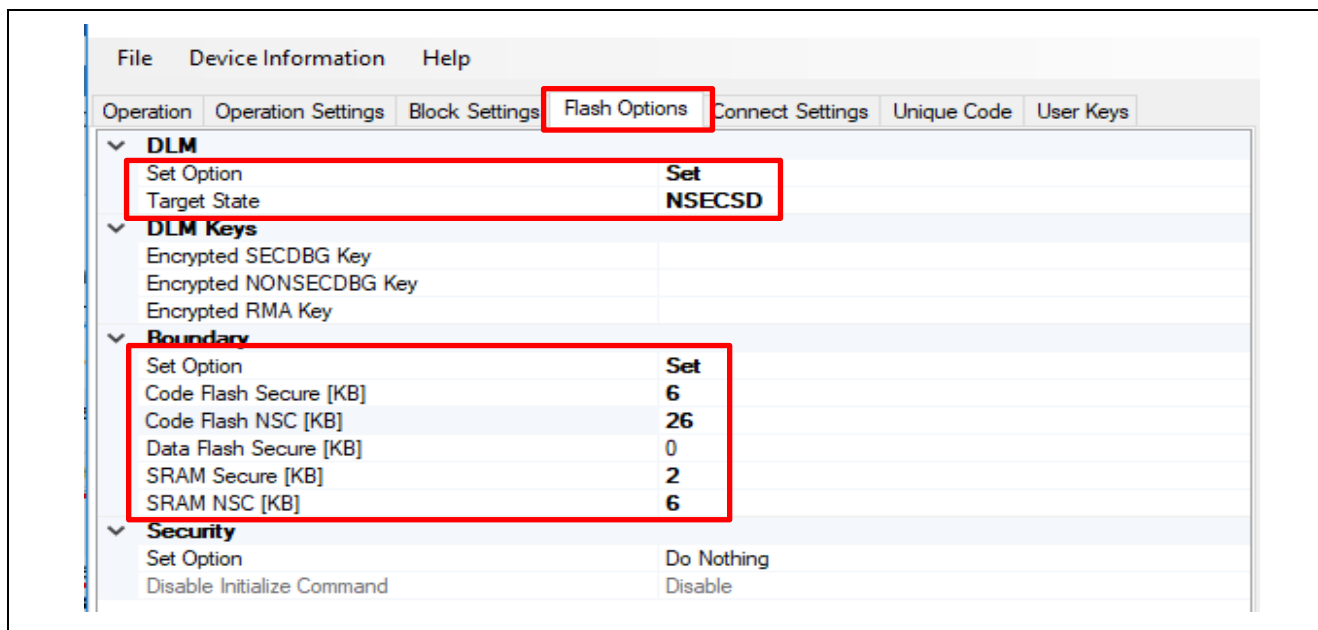 File Device Information Help
Operation Operation Settings Block Settings Flash Options Connect Settings Unique Code User Keys
DLM
Set Option Set
Target State NSECSD
DLM Keys
Encrypted SECDBG Key
Encrypted NONSECDBG Key
Encrypted RMA Key
Boundary
Set Option Set
Code Flash Secure [KB] 6
Code Flash NSC [KB] 26
Data Flash Secure [KB] 0
SRAM Secure [KB] 2
SRAM NSC [KB] 6
Security
Set Option Do Nothing
Disable Initialize Command Disable